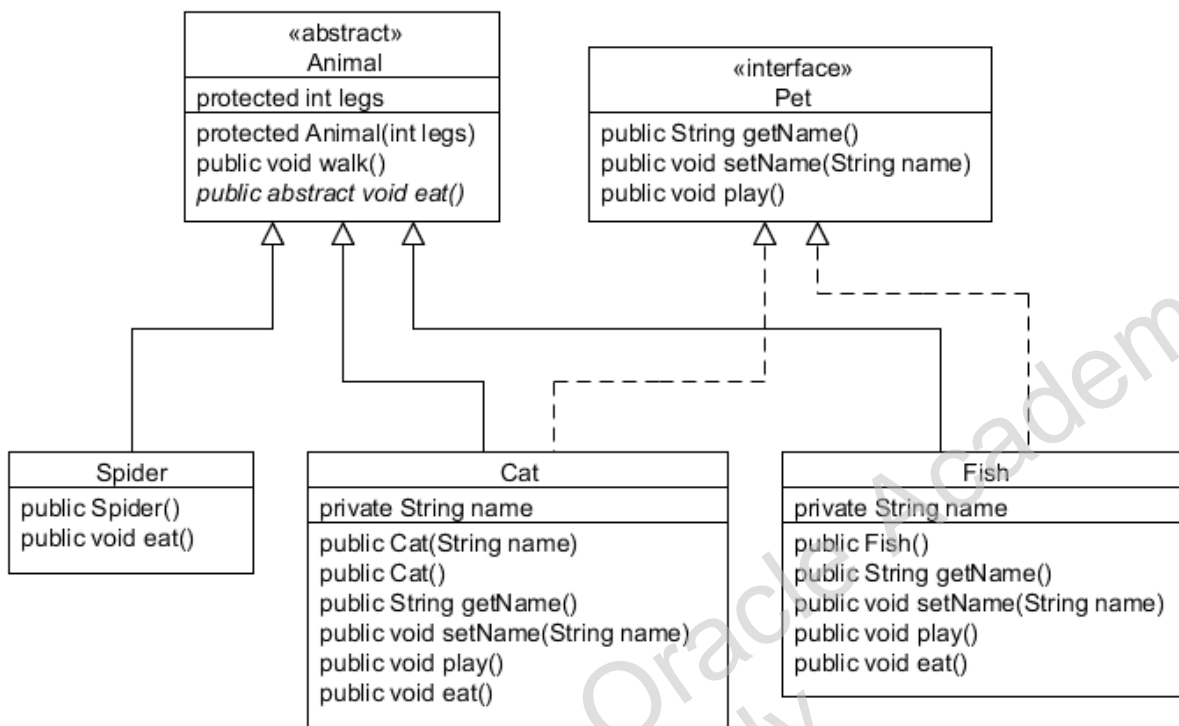 «abstract»
Animal
protected int legs
protected Animal(int legs)
public void walk()
public abstract void eat()
«interface»
Pet
public String getName()
public void setName(String name)
public void play()
Spider
public Spider()
public void eat()
Cat
private String name
public Cat(String name)
public Cat()
public String getName()
public void setName(String name)
public void play()
public void eat()
Fish
private String name
public Fish()
public String getName()
public void setName(String name)
public void play()
public void eat()
Oracle Academ